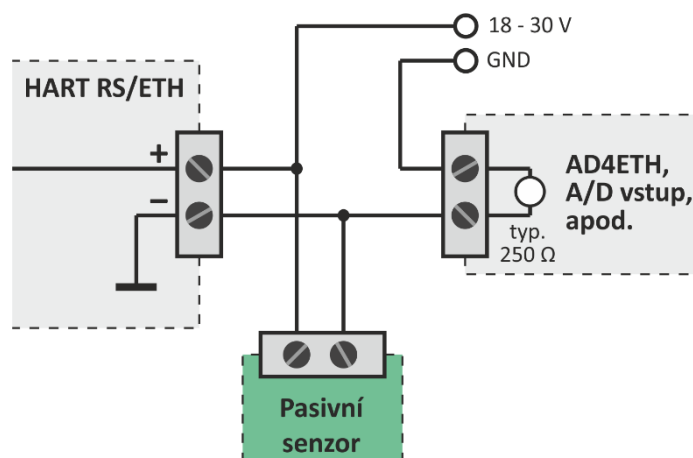 18 - 30 V
GND
HART RS/ETH
+
–
AD4ETH,
A/D vstup,
apod.
typ.
250 Ω
Pasivní
senzor